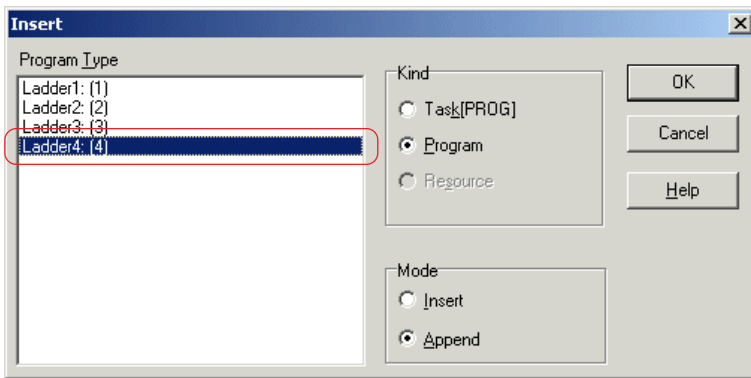 Insert
Program Type
Ladder1: (1)
Ladder2: (2)
Ladder3: (3)
Ladder4: (4)
Kind
Task[PROG]
Program
Resource
Mode
Insert
Append
OK
Cancel
Help